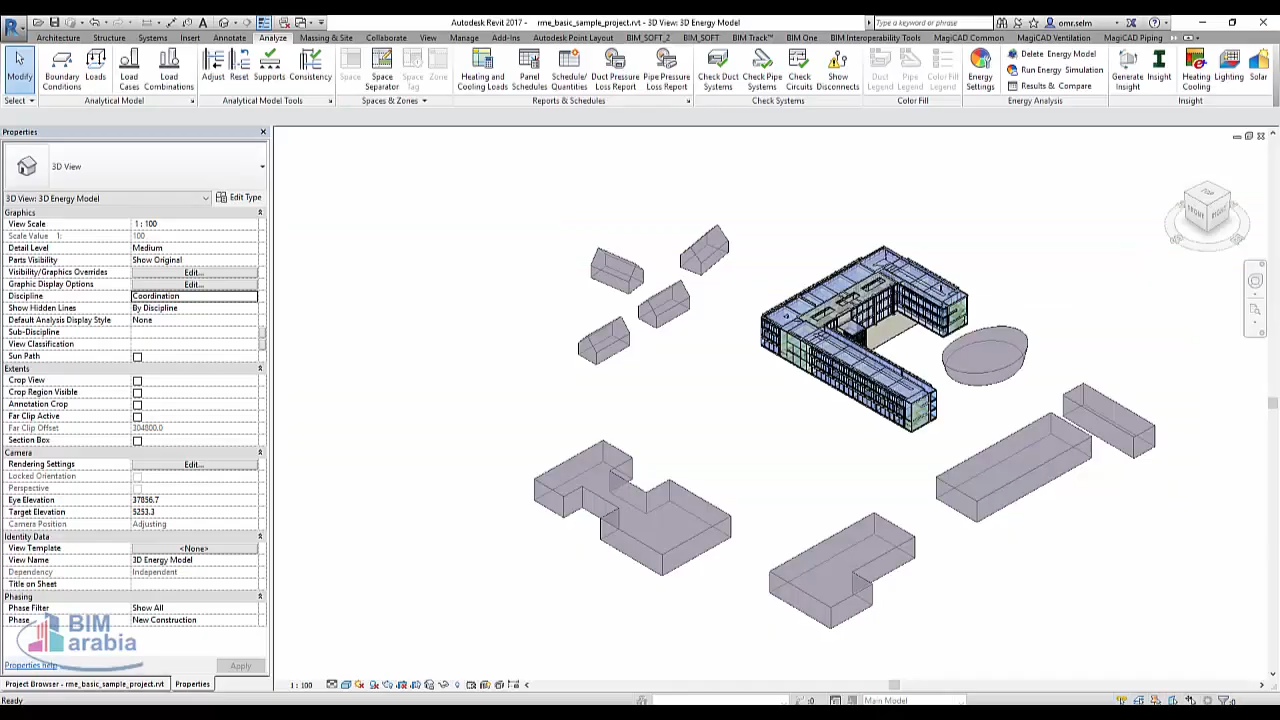 Autodesk Revit 2017 - rme_basic_sample_project.rvt - 3D View: 3D Energy Model
Type a keyword or phrase
omr.selm
Architecture Structure Systems Insert Annotate Analyze Massing & Site Collaborate View Manage Add-Ins Autodesk Point Layout BIM_SOFT_2 BIM_SOFT BIM Track™ BIM One BIM Interoperability Tools MagiCAD Common MagiCAD Ventilation MagiCAD Piping
Modify
Boundary Conditions
Loads
Load Cases
Load Combinations
Adjust
Reset
Supports
Consistency
Space
Space Separator
Space Tag
Zone
Heating and Cooling Loads
Panel Schedules
Schedule/ Quantities
Duct Pressure Loss Report
Pipe Pressure Loss Report
Check Duct Systems
Check Pipe Systems
Check Circuits
Show Disconnects
Duct Legend
Pipe Legend
Color Fill Legend
Energy Settings
Delete Energy Model
Run Energy Simulation
Results & Compare
Generate Insight
Insight
Heating Cooling
Lighting
Solar
Select
Analytical Model
Analytical Model Tools
Spaces & Zones
Reports & Schedules
Check Systems
Color Fill
Energy Analysis
Insight
Properties
3D View
3D View: 3D Energy Model
Edit Type
Graphics
View Scale 1 : 100
Scale Value 1: 100
Detail Level Medium
Parts Visibility Show Original
Visibility/Graphics Overrides Edit...
Graphic Display Options Edit...
Discipline Coordination
Show Hidden Lines By Discipline
Default Analysis Display Style None
Sub-Discipline
View Classification
Sun Path
Extents
Crop View
Crop Region Visible
Annotation Crop
Far Clip Active
Far Clip Offset 304800.0
Section Box
Camera
Rendering Settings Edit...
Locked Orientation
Perspective
Eye Elevation 37856.7
Target Elevation 5253.3
Camera Position Adjusting
Identity Data
View Template <None>
View Name 3D Energy Model
Dependency Independent
Title on Sheet
Phasing
Phase Filter Show All
Phase New Construction
BIM
arabia
Properties help
Apply
Project Browser - rme_basic_sample_project.rvt
Properties
TOP
FRONT
RIGHT
1 : 100
Ready
:0
Main Model
:0